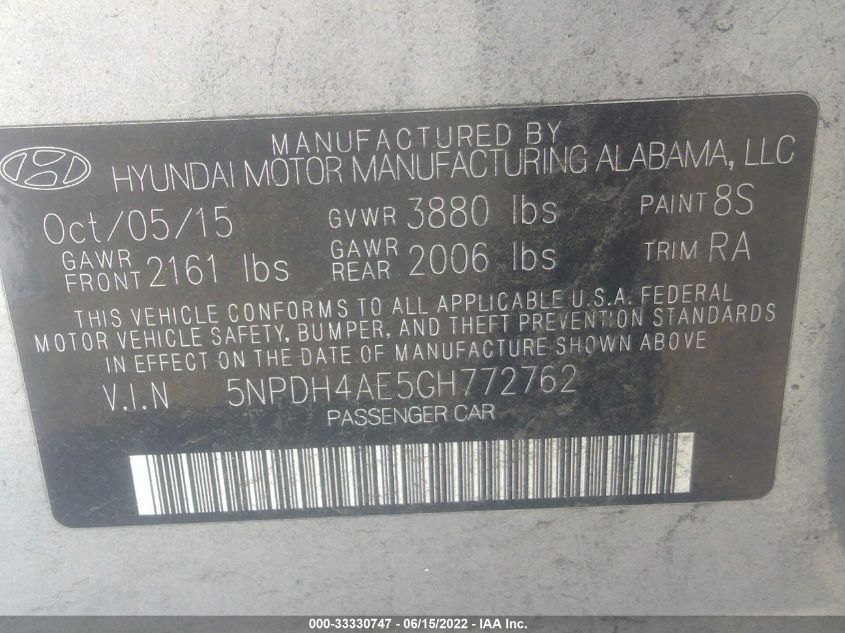 MANUFACTURED BY
HYUNDAI MOTOR MANUFACTURING ALABAMA, LLC
Oct/05/15 GVWR 3880 lbs PAINT 8S
GAWR FRONT 2161 lbs GAWR REAR 2006 lbs TRIM RA
THIS VEHICLE CONFORMS TO ALL APPLICABLE U.S.A. FEDERAL
MOTOR VEHICLE SAFETY, BUMPER, AND THEFT PREVENTION STANDARDS
IN EFFECT ON THE DATE OF MANUFACTURE SHOWN ABOVE
V.I.N 5NPDH4AE5GH772762
PASSENGER CAR
000-33330747 - 06/15/2022 - IAA Inc.